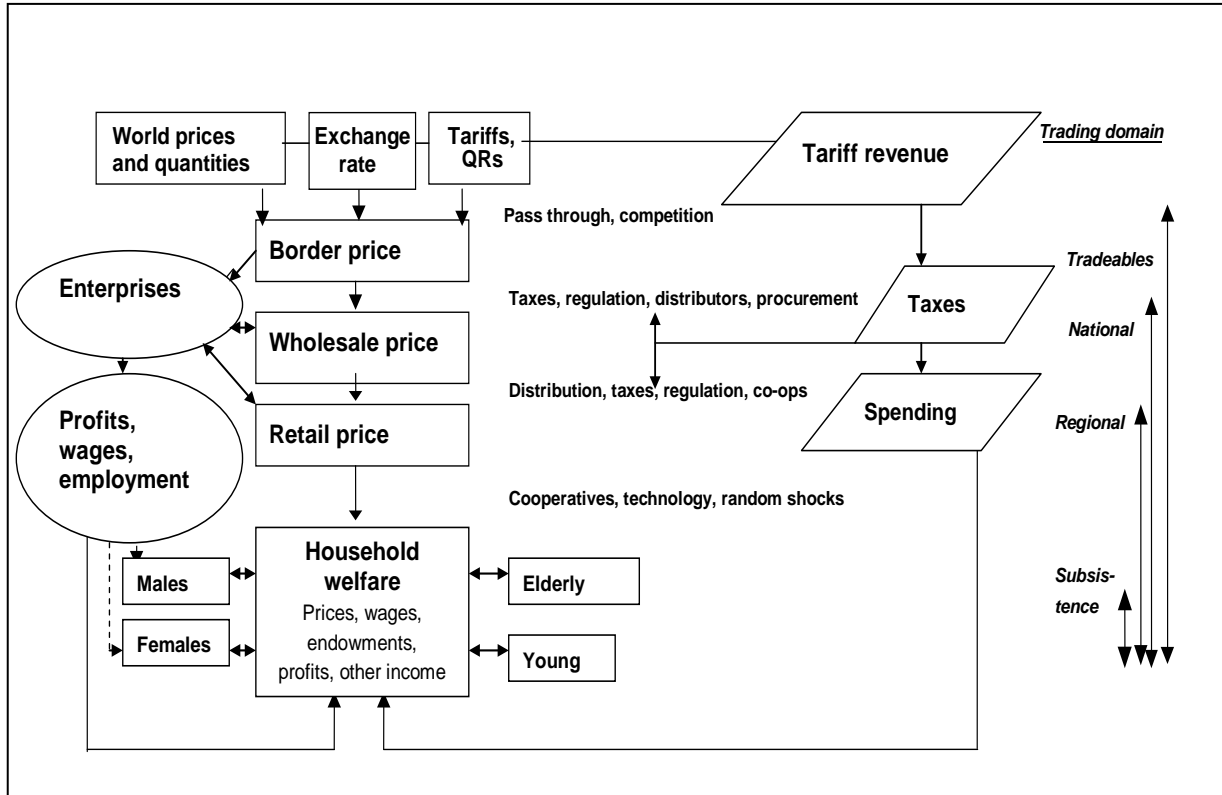 World prices
and quantities
Exchange
rate
Tariffs,
QRs
Tariff revenue
Trading domain
Pass through, competition
Border price
Tradeables
Enterprises
Taxes, regulation, distributors, procurement
Taxes
National
Wholesale price
Distribution, taxes, regulation, co-ops
Spending
Regional
Profits,
wages,
employment
Retail price
Cooperatives, technology, random shocks
Household
welfare
Prices, wages,
endowments,
profits, other income
Males
Females
Elderly
Young
Subsis-
tence